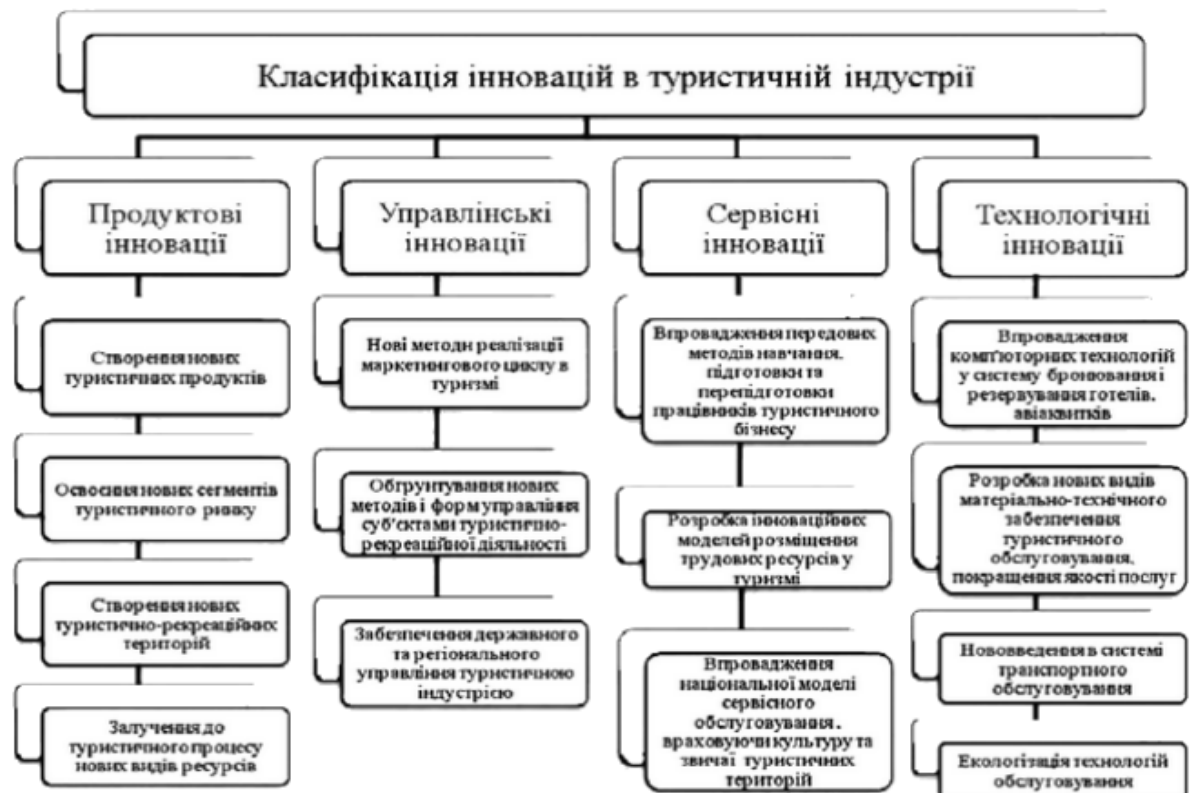 Класифікація інновацій в туристичній індустрії
Продуктові
інновації
Створення нових
туристичних продуктів
Освоєння нових сегментів
туристичного ринку
Створення нових
туристично-рекреаційних
територій
Залучення до
туристичного процесу
нових видів ресурсів
Управлінські
інновації
Нові методи реалізації
маркетингового циклу в
туризмі
Обгрунтування нових
методів і форм управління
суб'єктами туристично-
рекреаційної діяльності
Забезпечення державного
та регіонального
управління туристичною
індустрією
Сервісні
інновації
Впровадження передових
методів навчання,
підготовки та
перепідготовки
працівників туристичного
бізнесу
Розробка інноваційних
моделей розміщення
трудових ресурсів у
туризмі
Впровадження
національної моделі
сервісного
обслуговування,
враховуючи культуру та
звичаї туристичних
територій
Технологічні
інновації
Впровадження
комп'юторних технологій
у систему бронювання і
резервування готелів,
авіаквитків
Розробка нових видів
матеріально-технічного
забезпечення
туристичного
обслуговування,
покращення якості послуг
Нововведення в системі
транспортного
обслуговування
Екологізація технологій
обслуговування